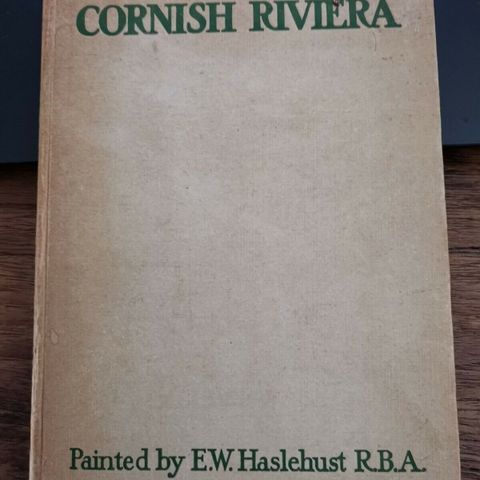 CORNISH RIVIERA
Painted by E.W. Haslehust R.B.A.